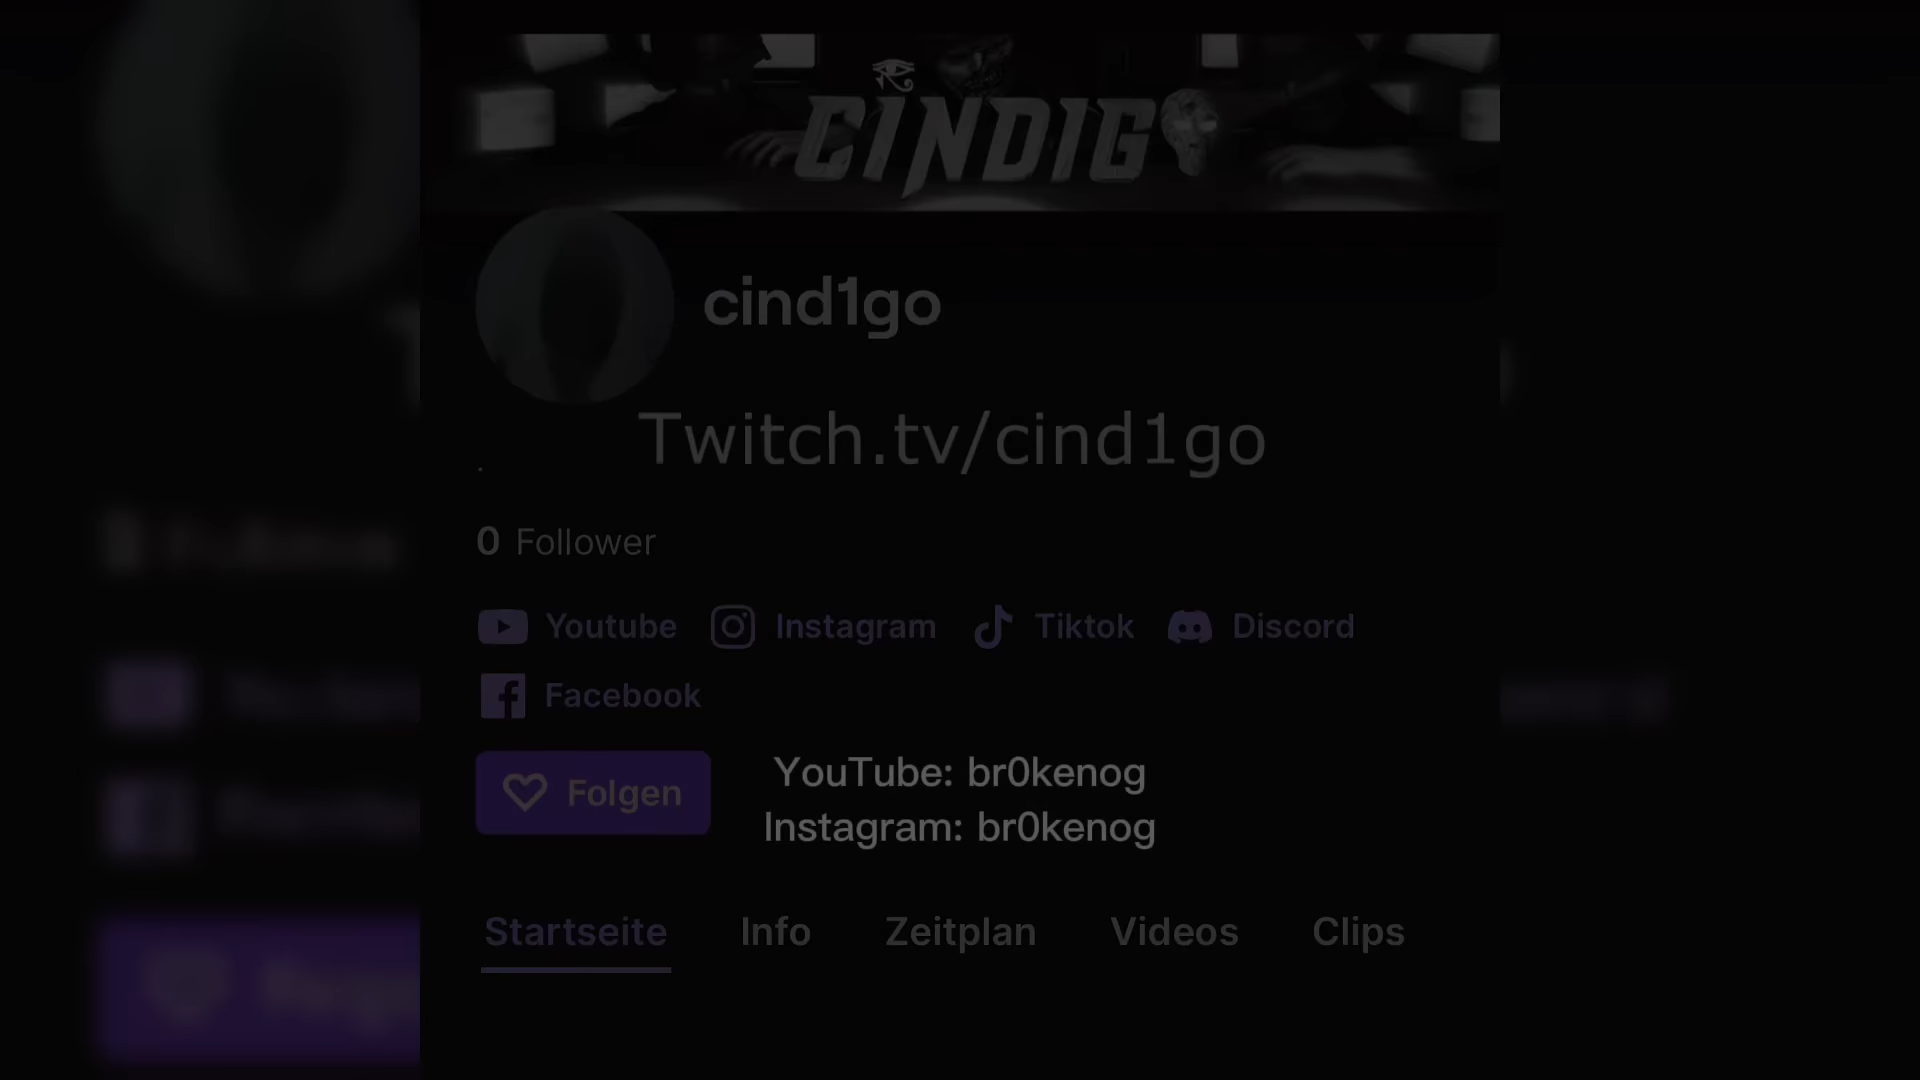 CINDIG
cind1go
Twitch.tv/cind1go
0 Follower
Youtube Instagram Tiktok Discord
Facebook
Folgen
YouTube: br0kenog
Instagram: br0kenog
Startseite Info Zeitplan Videos Clips